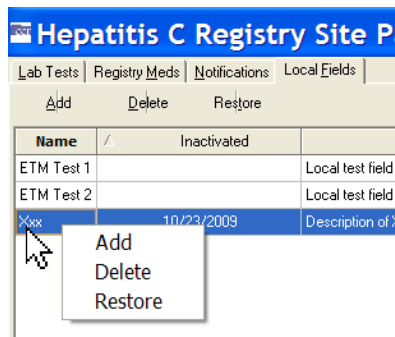 Hepatitis C Registry Site P
Lab Tests Registry Meds Notifications Local Fields
Add Delete Restore
Name Inactivated
ETM Test 1 Local test field
ETM Test 2 Local test field
Xxx 10/23/2009 Description of X
Add
Delete
Restore